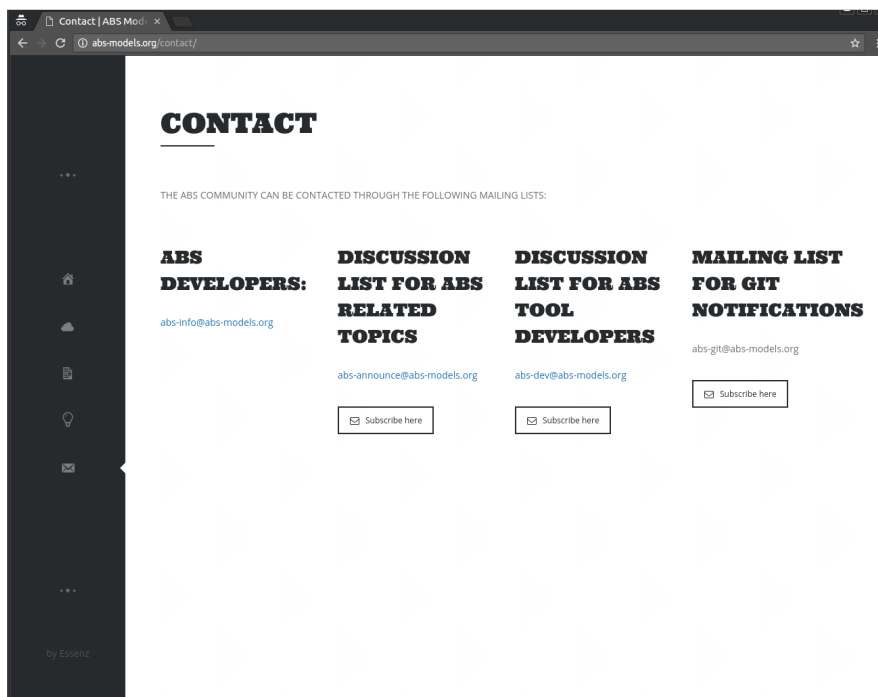 Contact | ABS Mode
abs-models.org/contact/
CONTACT
THE ABS COMMUNITY CAN BE CONTACTED THROUGH THE FOLLOWING MAILING LISTS:
ABS
DEVELOPERS:
abs-info@abs-models.org
DISCUSSION
LIST FOR ABS
RELATED
TOPICS
abs-announce@abs-models.org
Subscribe here
DISCUSSION
LIST FOR ABS
TOOL
DEVELOPERS
abs-dev@abs-models.org
Subscribe here
MAILING LIST
FOR GIT
NOTIFICATIONS
abs-git@abs-models.org
Subscribe here
by Essenz